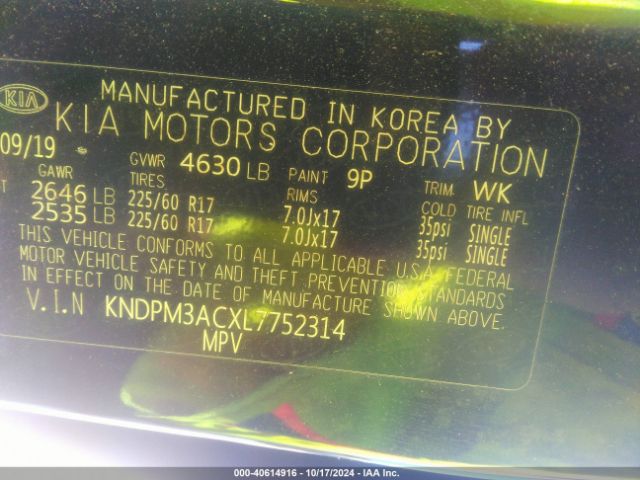 MANUFACTURED IN KOREA BY
KIA KIA MOTORS CORPORATION
09/19 GVWR 4630 LB PAINT 9P TRIM. WK
GAWR TIRES RIMS COLD TIRE INFL
T 2646 LB 225/60 R17 7.0Jx17 35psi SINGLE
2535 LB 225/60 R17 7.0Jx17 35psi SINGLE
THIS VEHICLE CONFORMS TO ALL APPLICABLE U.S.A. FEDERAL
MOTOR VEHICLE SAFETY AND THEFT PREVENTION STANDARDS
IN EFFECT ON THE DATE OF MANUFACTURE SHOWN ABOVE.
V.I.N KNDPM3ACXL7752314
MPV
000-40614916 - 10/17/2024 - IAA Inc.